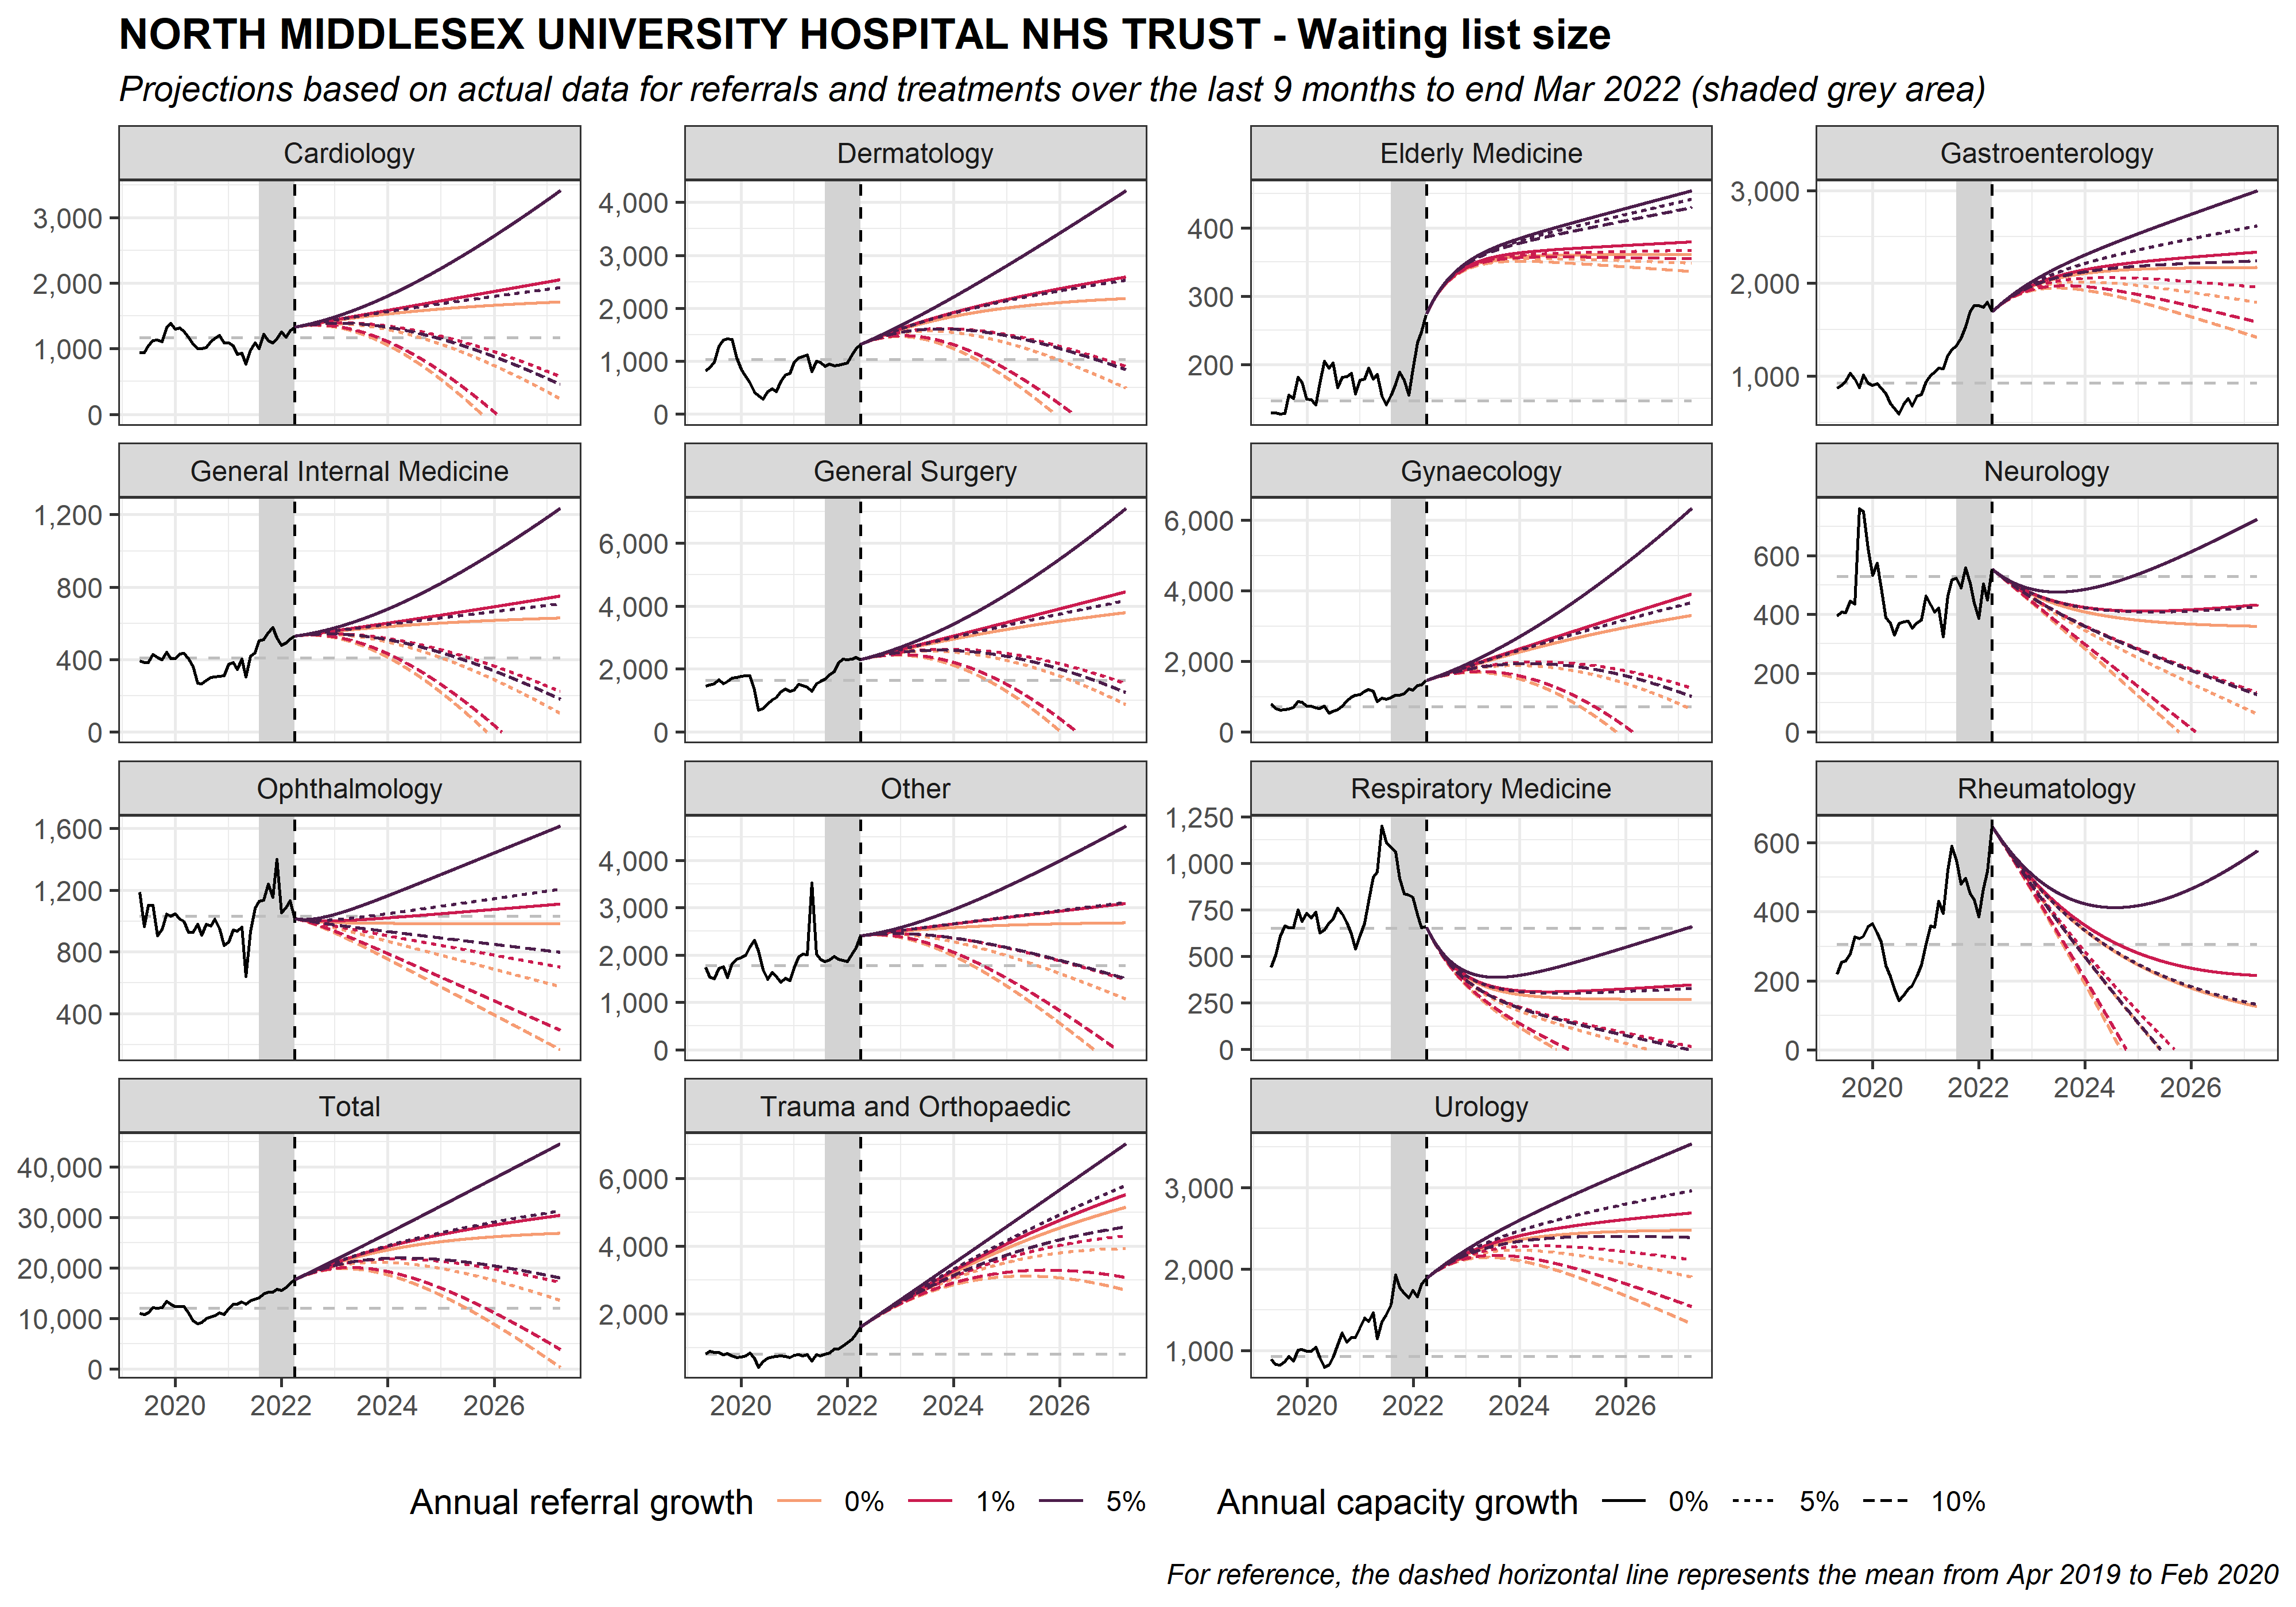 NORTH MIDDLESEX UNIVERSITY HOSPITAL NHS TRUST - Waiting list size
Projections based on actual data for referrals and treatments over the last 9 months to end Mar 2022 (shaded grey area)
Cardiology
3,000
2,000
1,000
0
Dermatology
4,000
3,000
2,000
1,000
0
Elderly Medicine
400
300
200
Gastroenterology
3,000
2,000
1,000
General Internal Medicine
1,200
800
400
0
General Surgery
6,000
4,000
2,000
0
Gynaecology
6,000
4,000
2,000
0
Neurology
600
400
200
0
Ophthalmology
1,600
1,200
800
400
Other
4,000
3,000
2,000
1,000
0
Respiratory Medicine
1,250
1,000
750
500
250
0
Rheumatology
600
400
200
0
2020 2022 2024 2026
Total
40,000
30,000
20,000
10,000
0
2020 2022 2024 2026
Trauma and Orthopaedic
6,000
4,000
2,000
2020 2022 2024 2026
Urology
3,000
2,000
1,000
2020 2022 2024 2026
Annual referral growth 0% 1% 5% Annual capacity growth 0% 5% 10%
For reference, the dashed horizontal line represents the mean from Apr 2019 to Feb 2020